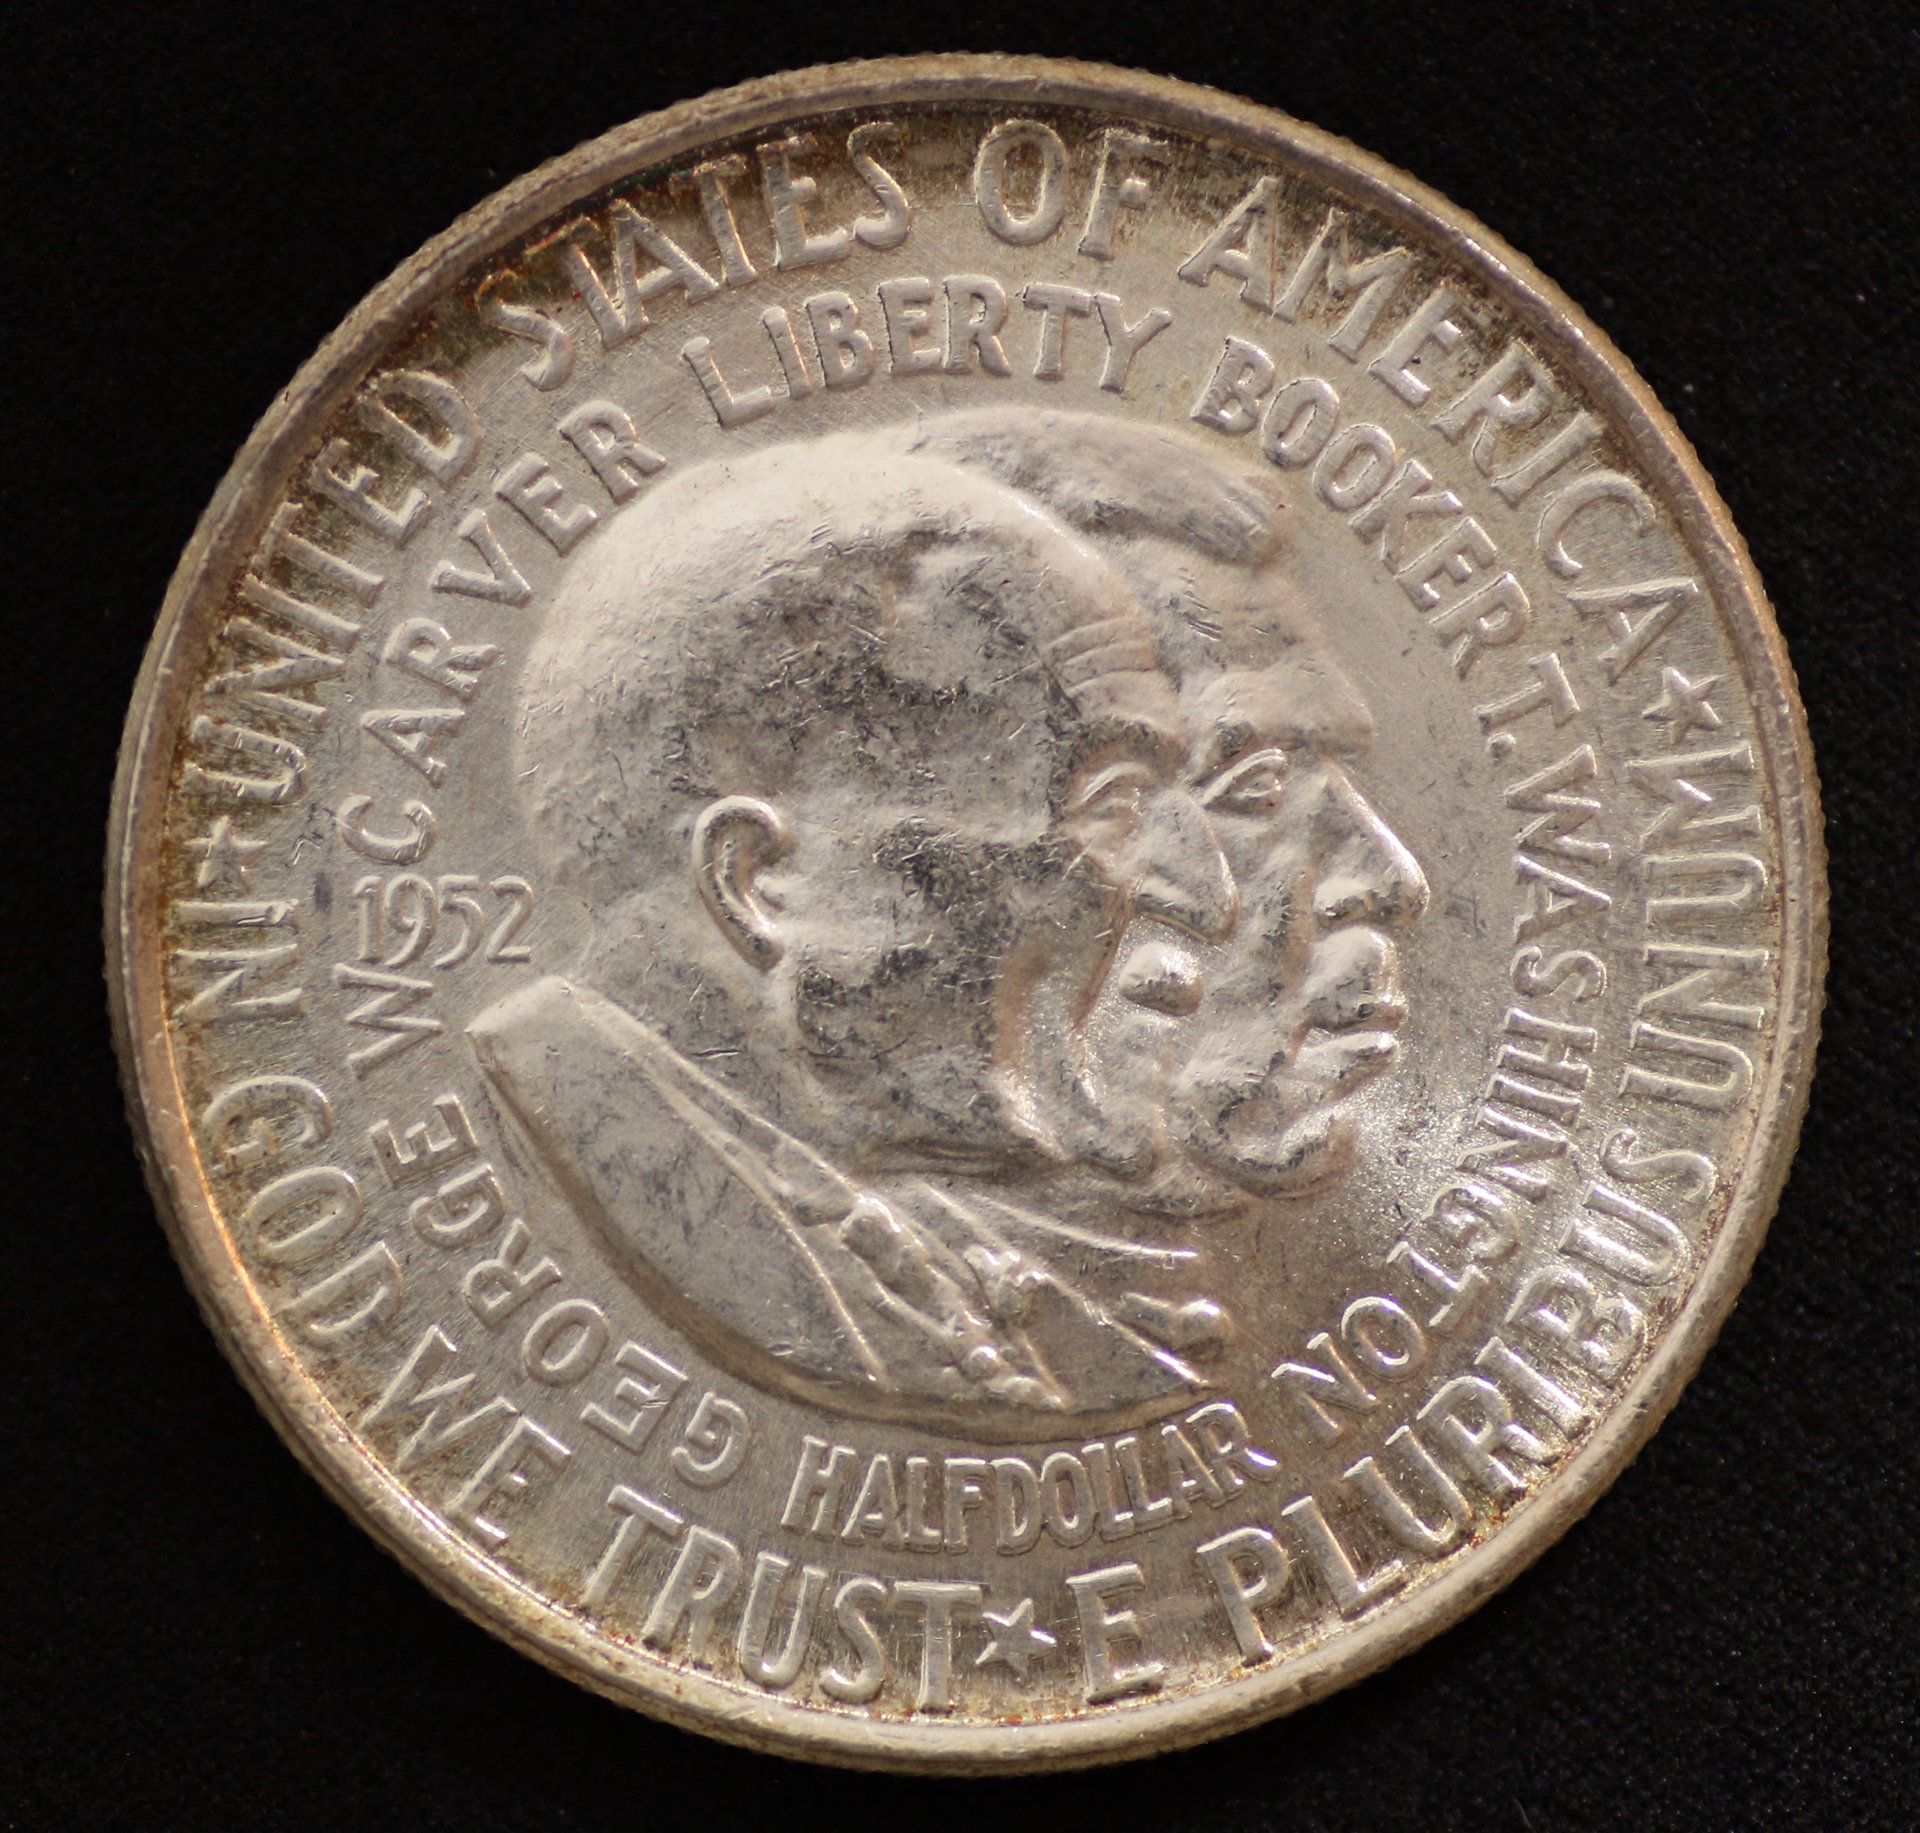 ★ UNITED STATES OF AMERICA ★ UNUM
E PLURIBUS ★ IN GOD WE TRUST
GEORGE W CARVER LIBERTY BOOKER T. WASHINGTON
1952
HALF DOLLAR